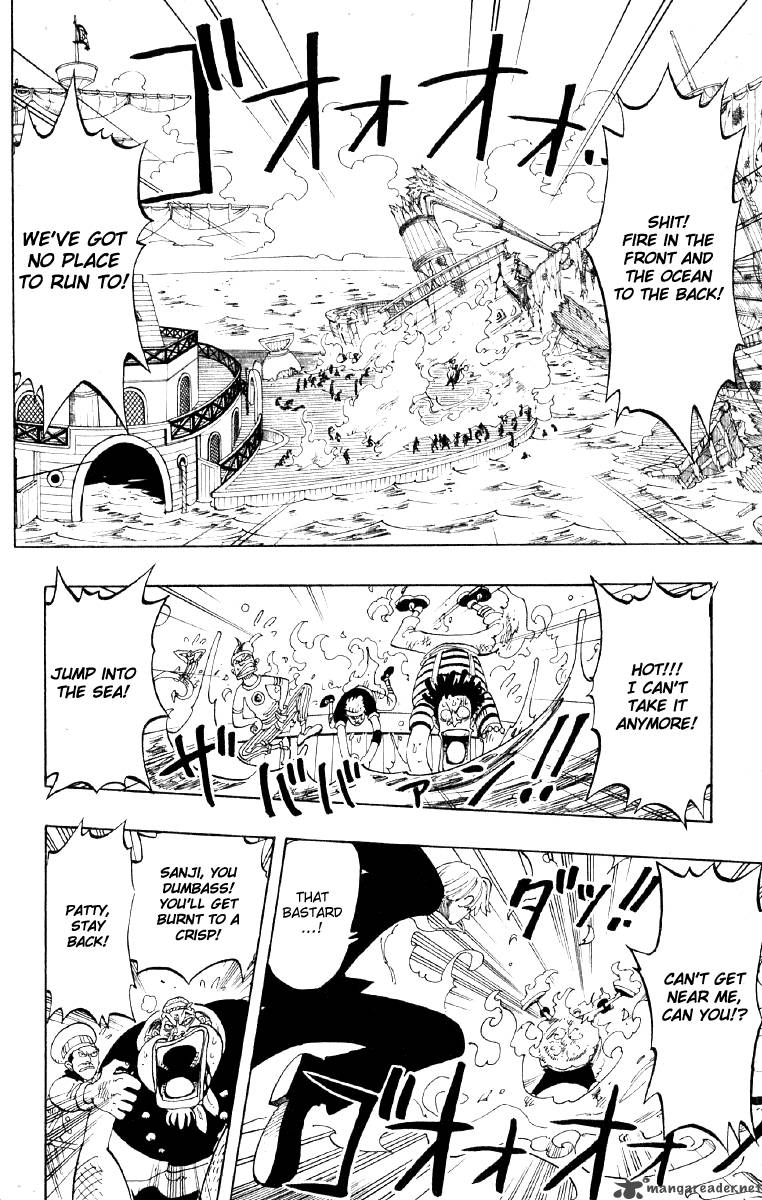 ゴオオオオ..
SHIT!
FIRE IN THE
FRONT AND
THE OCEAN
TO THE BACK!
WE'VE GOT
NO PLACE
TO RUN TO!
HOT!!!
I CAN'T
TAKE IT
ANYMORE!
JUMP INTO
THE SEA!
ザバババァン!!
CAN'T GET
NEAR ME,
CAN YOU!?
ダッ!!
THAT
BASTARD
...!
ゴオオオオ
SANJI, YOU
DUMBASS!
YOU'LL GET
BURNT TO A
CRISP!
PATTY,
STAY
BACK!
mangareader.net